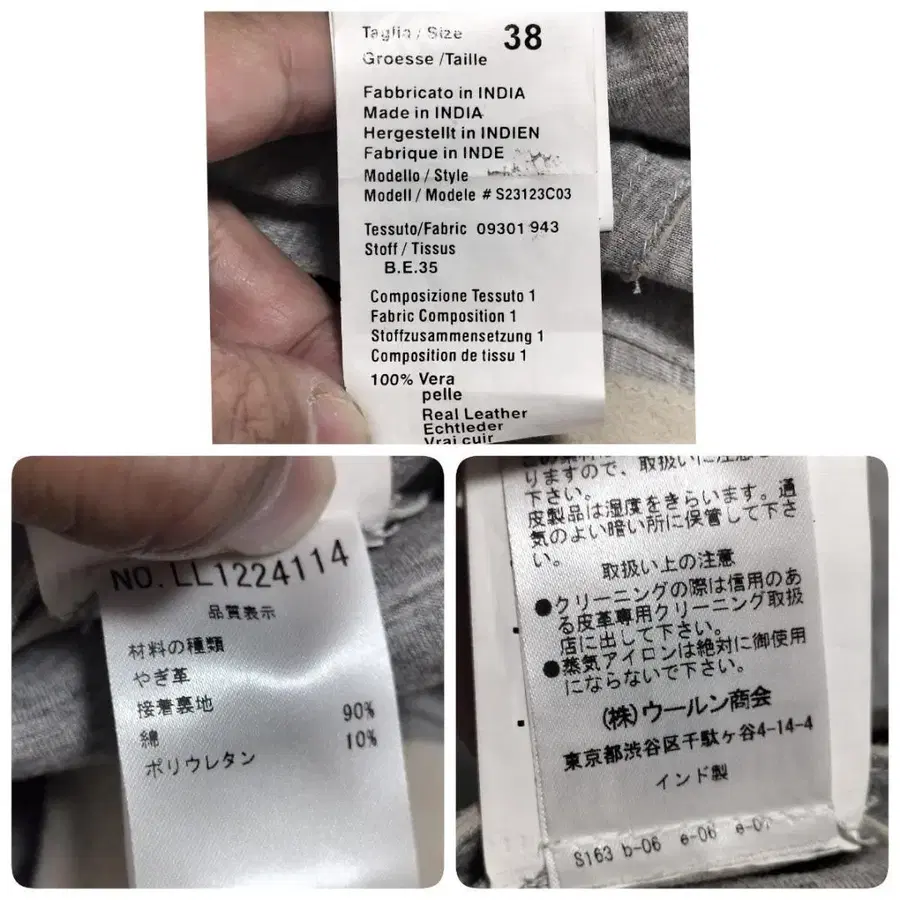 Taglia / Size 38
Groesse /Taille
Fabbricato in INDIA
Made in INDIA
Hergestellt in INDIEN
Fabrique in INDE
Modello / Style
Modell / Modele # S23123C03
Tessuto/Fabric 09301 943
Stoff / Tissus
B.E.35
Composizione Tessuto 1
Fabric Composition 1
Stoffzusammensetzung 1
Composition de tissu 1
100% Vera
pelle
Real Leather
Echtleder
Vrai cuir
NO.LL1224114
品質表示
材料の種類
やぎ革
接着裏地
綿 90%
ポリウレタン 10%
りますので、取扱いに注意
下さい。
皮製品は湿度をきらいます。通
気のよい暗い所に保管して下さ
い。
取扱い上の注意
●クリーニングの際は信用のあ
る皮革専用クリーニング取扱
店に出して下さい。
●蒸気アイロンは絶対に御使用
にならないで下さい。
(株)ウールン商会
東京都渋谷区千駄ケ谷4-14-4
インド製
S163 b-06 e-06 e-07